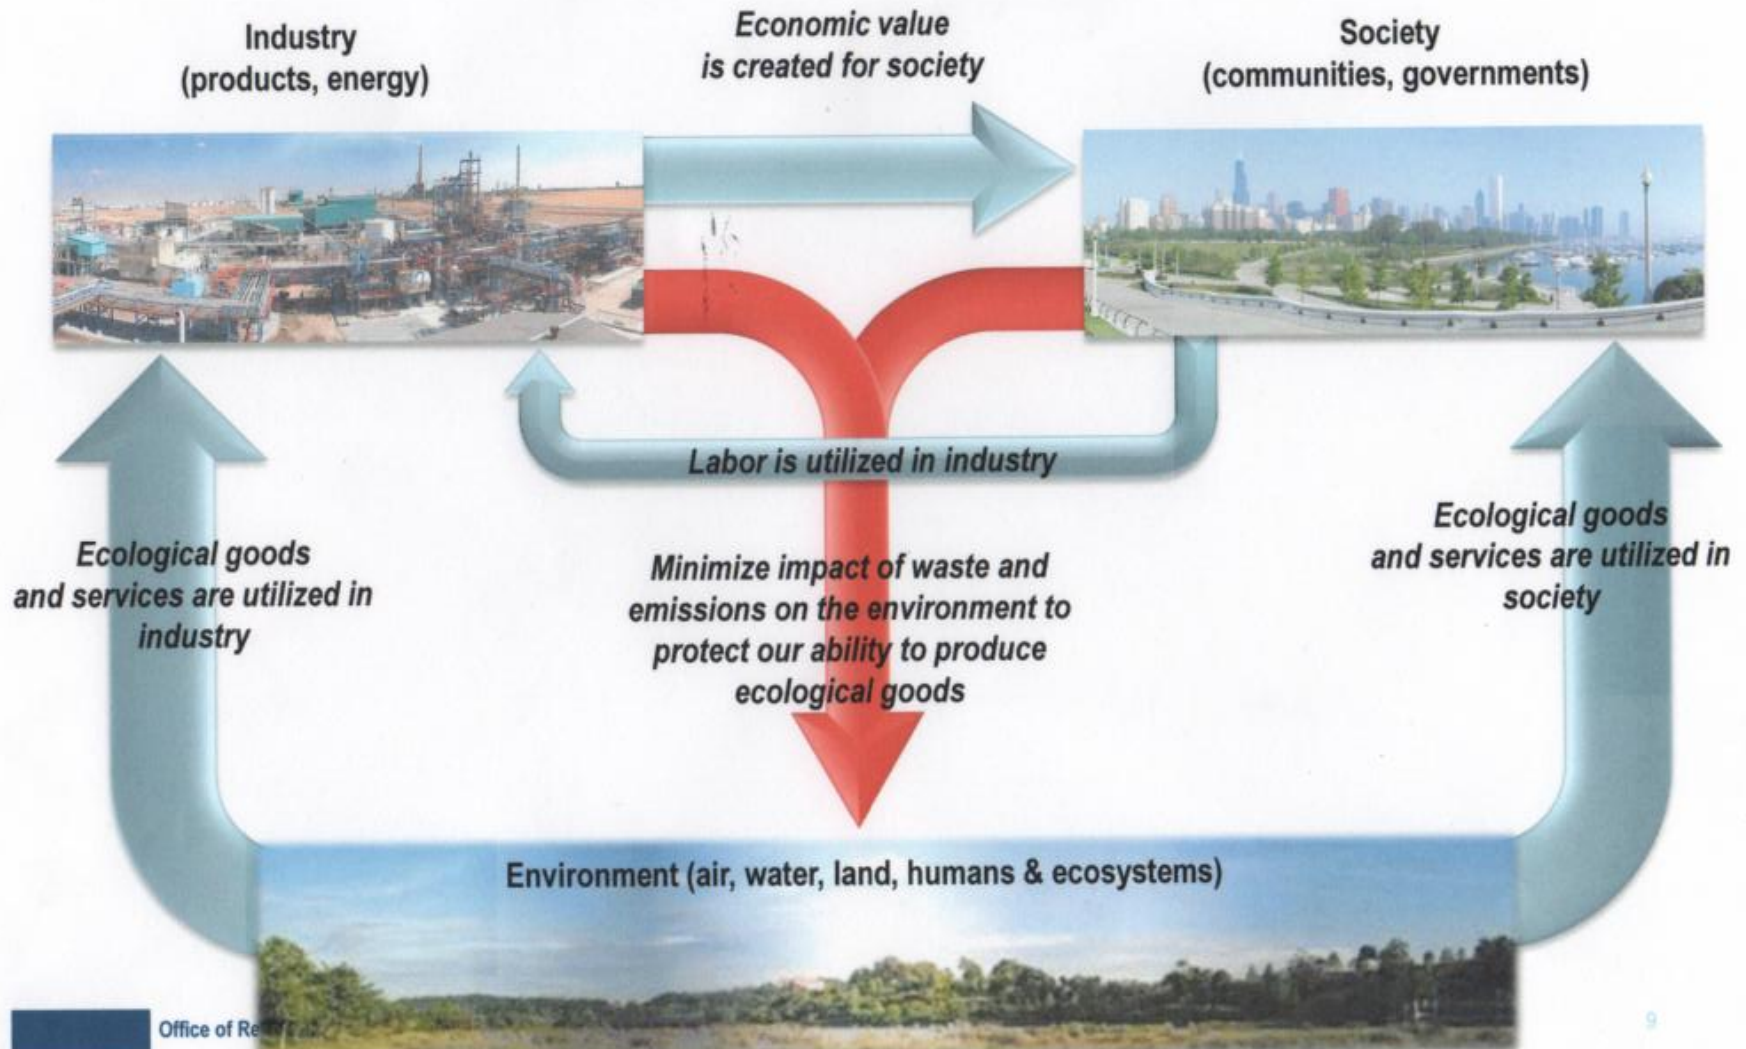 Industry
(products, energy)
Economic value
is created for society
Society
(communities, governments)
Labor is utilized in industry
Ecological goods
and services are utilized in
industry
Minimize impact of waste and
emissions on the environment to
protect our ability to produce
ecological goods
Ecological goods
and services are utilized in
society
Environment (air, water, land, humans & ecosystems)
Office of
9